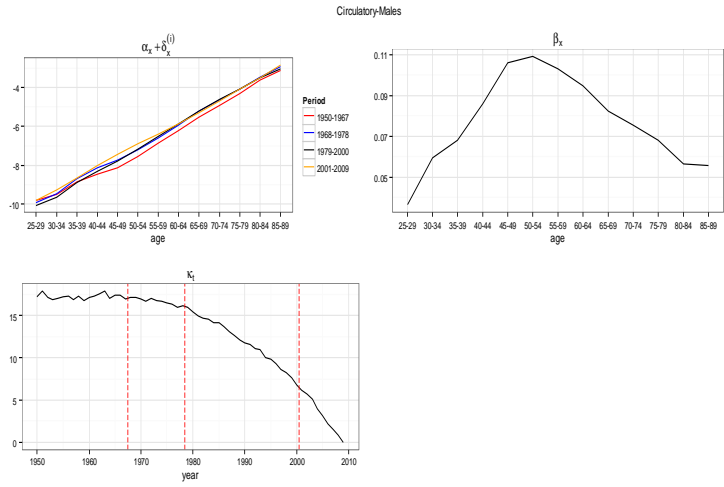 Circulatory-Males
α_x + δ_x^(i)
-4
-6
-8
-10
25-29 30-34 35-39 40-44 45-49 50-54 55-59 60-64 65-69 70-74 75-79 80-84 85-89
age
Period
1950-1967
1968-1978
1979-2000
2001-2009
β_x
0.11
0.09
0.07
0.05
25-29 30-34 35-39 40-44 45-49 50-54 55-59 60-64 65-69 70-74 75-79 80-84 85-89
age
κ_t
15
10
5
0
1950 1960 1970 1980 1990 2000 2010
year